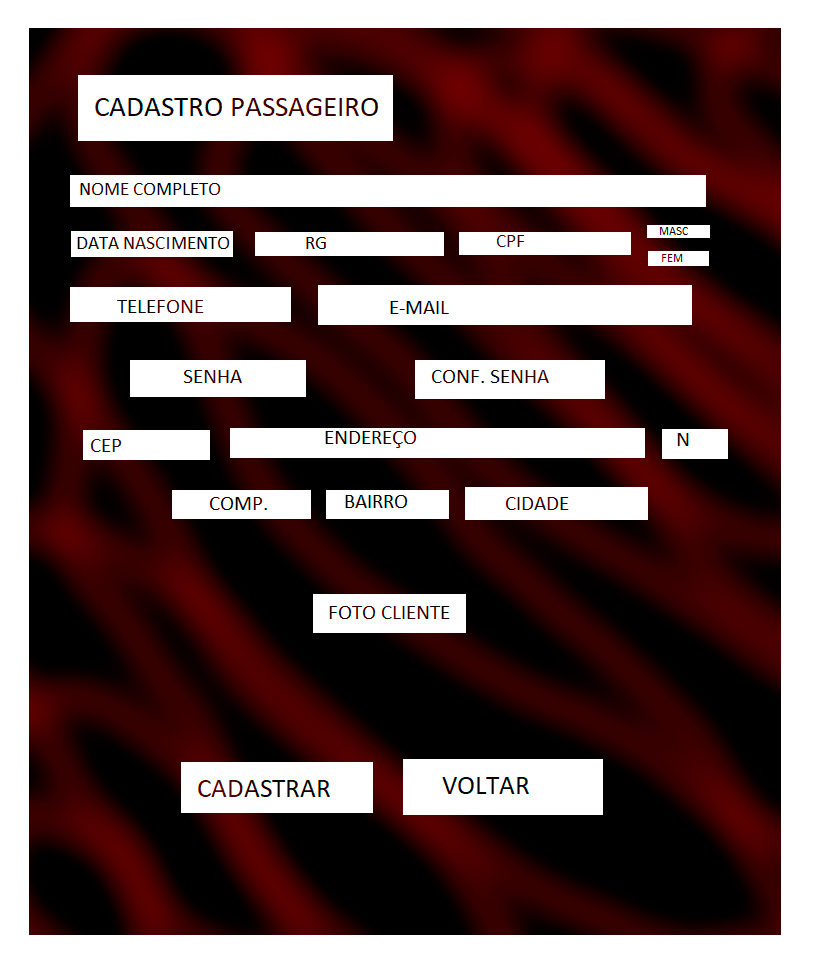 CADASTRO PASSAGEIRO
NOME COMPLETO
DATA NASCIMENTO RG CPF MASC
FEM
TELEFONE E-MAIL
SENHA CONF. SENHA
CEP ENDEREÇO N
COMP. BAIRRO CIDADE
FOTO CLIENTE
CADASTRAR VOLTAR